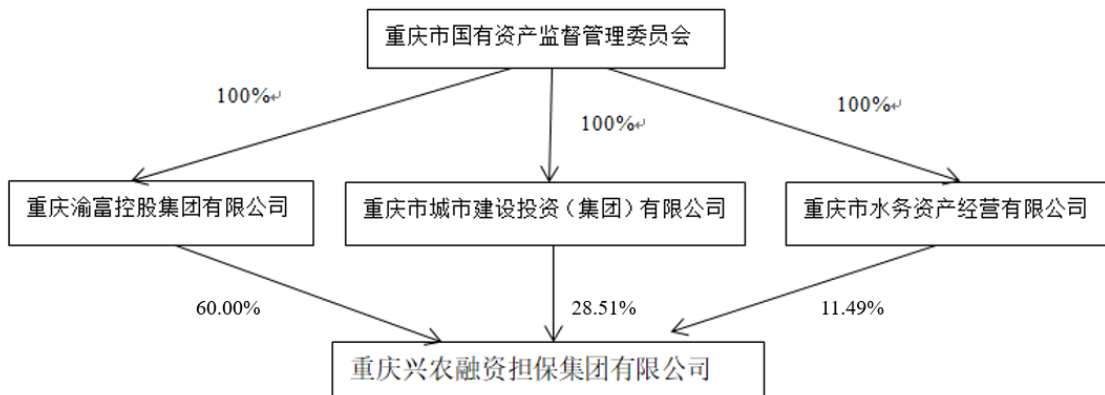 重庆市国有资产监督管理委员会
100%↵
100%↵
100%↵
重庆渝富控股集团有限公司
重庆市城市建设投资（集团）有限公司
重庆市水务资产经营有限公司
60.00%
28.51%
11.49%
重庆兴农融资担保集团有限公司